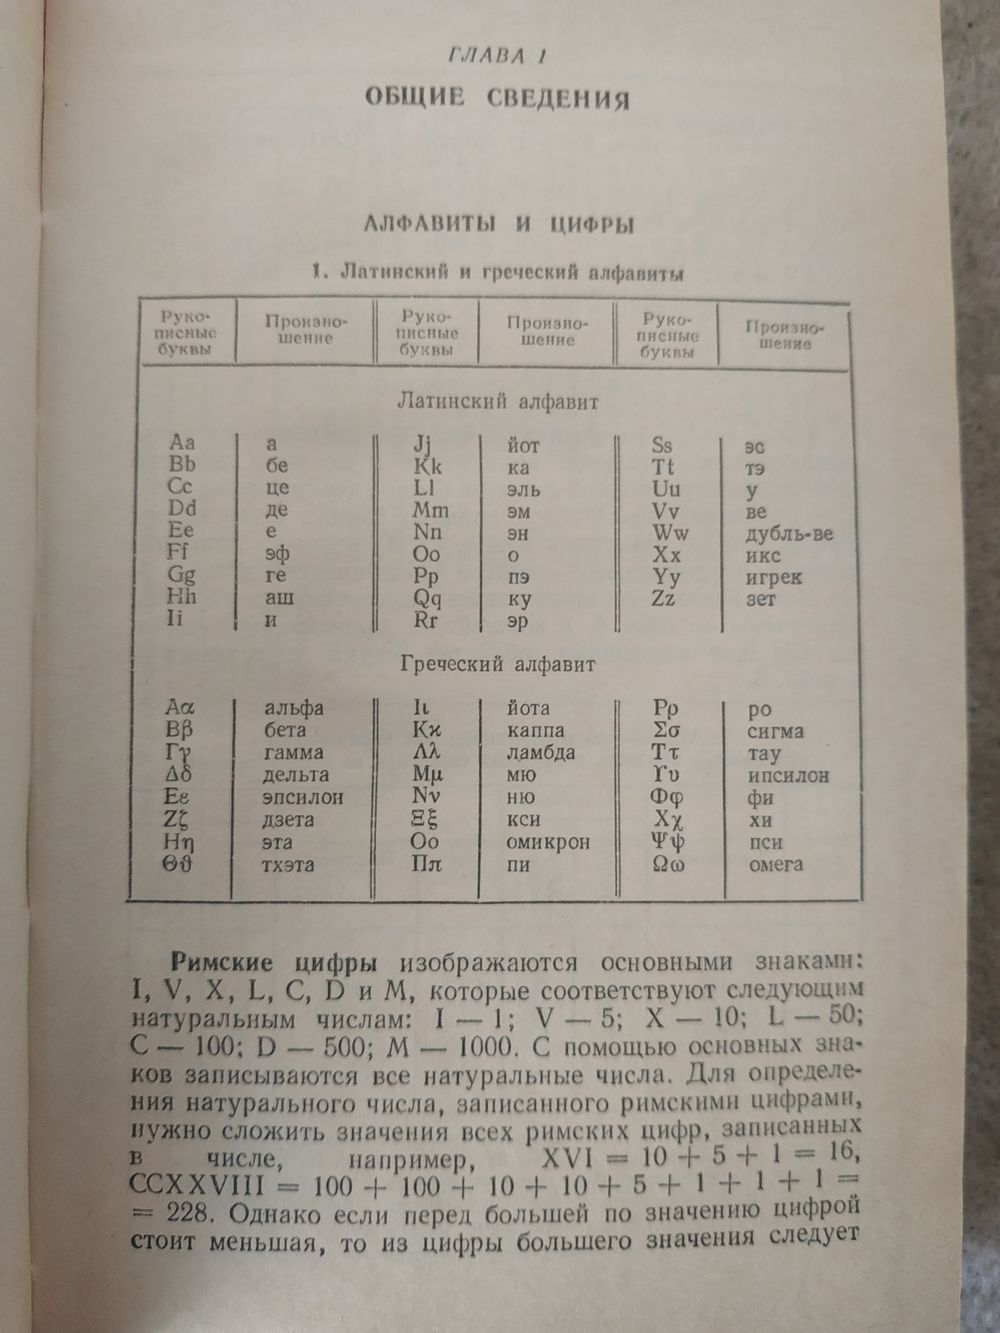 ГЛАВА 1
ОБЩИЕ СВЕДЕНИЯ
АЛФАВИТЫ И ЦИФРЫ
1. Латинский и греческий алфавиты
Руко-писные буквы Произно-шение Руко-писные буквы Произно-шение Руко-писные буквы Произно-шение
Латинский алфавит
Aa а Jj йот Ss эс
Bb бе Kk ка Tt тэ
Cc це Ll эль Uu у
Dd де Mm эм Vv ве
Ee е Nn эн Ww дубль-ве
Ff эф Oo о Xx икс
Gg ге Pp пэ Yy игрек
Hh аш Qq ку Zz зет
Ii и Rr эр
Греческий алфавит
Αα альфа Ιι йота Ρρ ро
Ββ бета Κϰ каппа Σσ сигма
Γγ гамма Λλ ламбда Ττ тау
Δδ дельта Μμ мю ϒυ ипсилон
Εε эпсилон Νν ню Φφ фи
Ζζ дзета Ξξ кси Χχ хи
Ηη эта Οο омикрон Ψψ пси
Θϑ тхэта Ππ пи Ωω омега
Римские цифры изображаются основными знаками:
I, V, X, L, C, D и M, которые соответствуют следующим
натуральным числам: I — 1; V — 5; X — 10; L — 50;
C — 100; D — 500; M — 1000. С помощью основных зна-
ков записываются все натуральные числа. Для определе-
ния натурального числа, записанного римскими цифрами,
нужно сложить значения всех римских цифр, записанных
в числе, например, XVI = 10 + 5 + 1 = 16,
CCXXVIII = 100 + 100 + 10 + 10 + 5 + 1 + 1 + 1 =
= 228. Однако если перед большей по значению цифрой
стоит меньшая, то из цифры большего значения следует